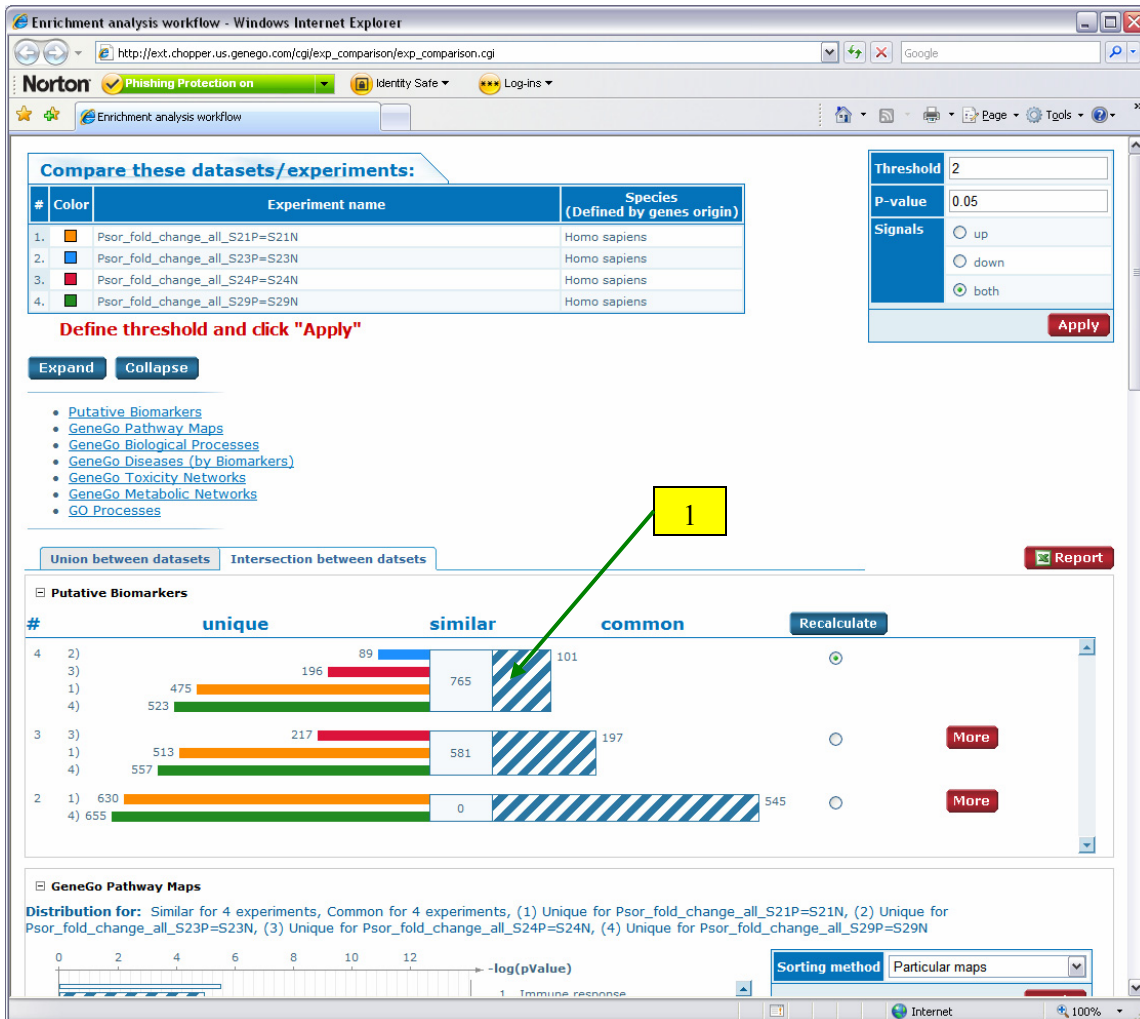 Enrichment analysis workflow - Windows Internet Explorer
http://ext.chopper.us.genego.com/cgi/exp_comparison/exp_comparison.cgi
Google
Norton Phishing Protection on Identity Safe Log-ins
Enrichment analysis workflow
Page Tools
Compare these datasets/experiments:
# Color Experiment name Species (Defined by genes origin)
1. Psor_fold_change_all_S21P=S21N Homo sapiens
2. Psor_fold_change_all_S23P=S23N Homo sapiens
3. Psor_fold_change_all_S24P=S24N Homo sapiens
4. Psor_fold_change_all_S29P=S29N Homo sapiens
Threshold 2
P-value 0.05
Signals up
down
both
Apply
Define threshold and click "Apply"
Expand Collapse
Putative Biomarkers
GeneGo Pathway Maps
GeneGo Biological Processes
GeneGo Diseases (by Biomarkers)
GeneGo Toxicity Networks
GeneGo Metabolic Networks
GO Processes
1
Union between datasets Intersection between datsets
Report
Putative Biomarkers
# unique similar common Recalculate
4 2) 89 765 101
3) 196
1) 475
4) 523
3 3) 217 581 197 More
1) 513
4) 557
2 1) 630 0 545 More
4) 655
GeneGo Pathway Maps
Distribution for: Similar for 4 experiments, Common for 4 experiments, (1) Unique for Psor_fold_change_all_S21P=S21N, (2) Unique for
Psor_fold_change_all_S23P=S23N, (3) Unique for Psor_fold_change_all_S24P=S24N, (4) Unique for Psor_fold_change_all_S29P=S29N
0 2 4 6 8 10 12 -log(pValue)
Sorting method Particular maps
1. Immune response
Internet 100%